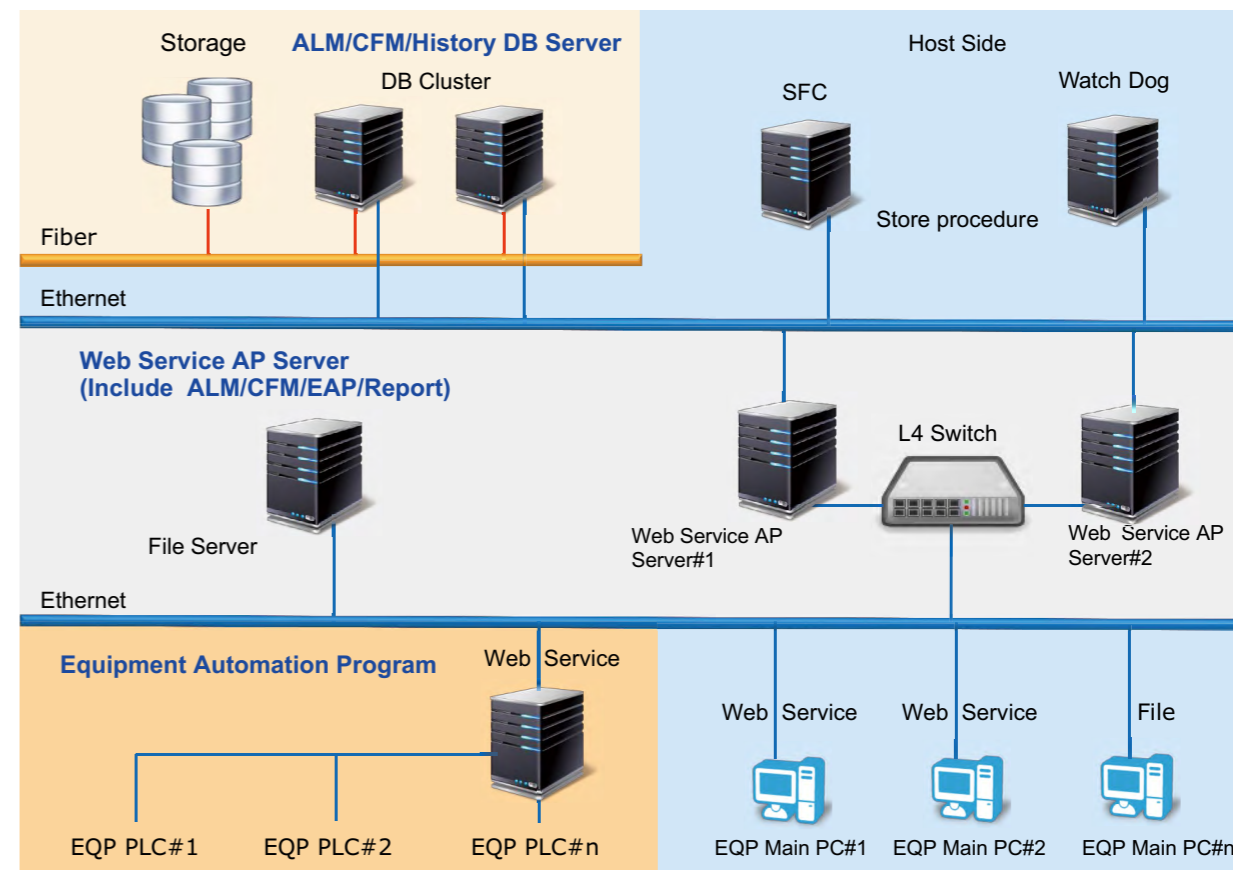 Storage
ALM/CFM/History DB Server
DB Cluster
Host Side
SFC
Watch Dog
Store procedure
Fiber
Ethernet
Web Service AP Server
(Include ALM/CFM/EAP/Report)
L4 Switch
File Server
Web Service AP
Server#1
Web Service AP
Server#2
Ethernet
Equipment Automation Program
Web Service
Web Service
Web Service
File
EQP PLC#1
EQP PLC#2
EQP PLC#n
EQP Main PC#1
EQP Main PC#2
EQP Main PC#n